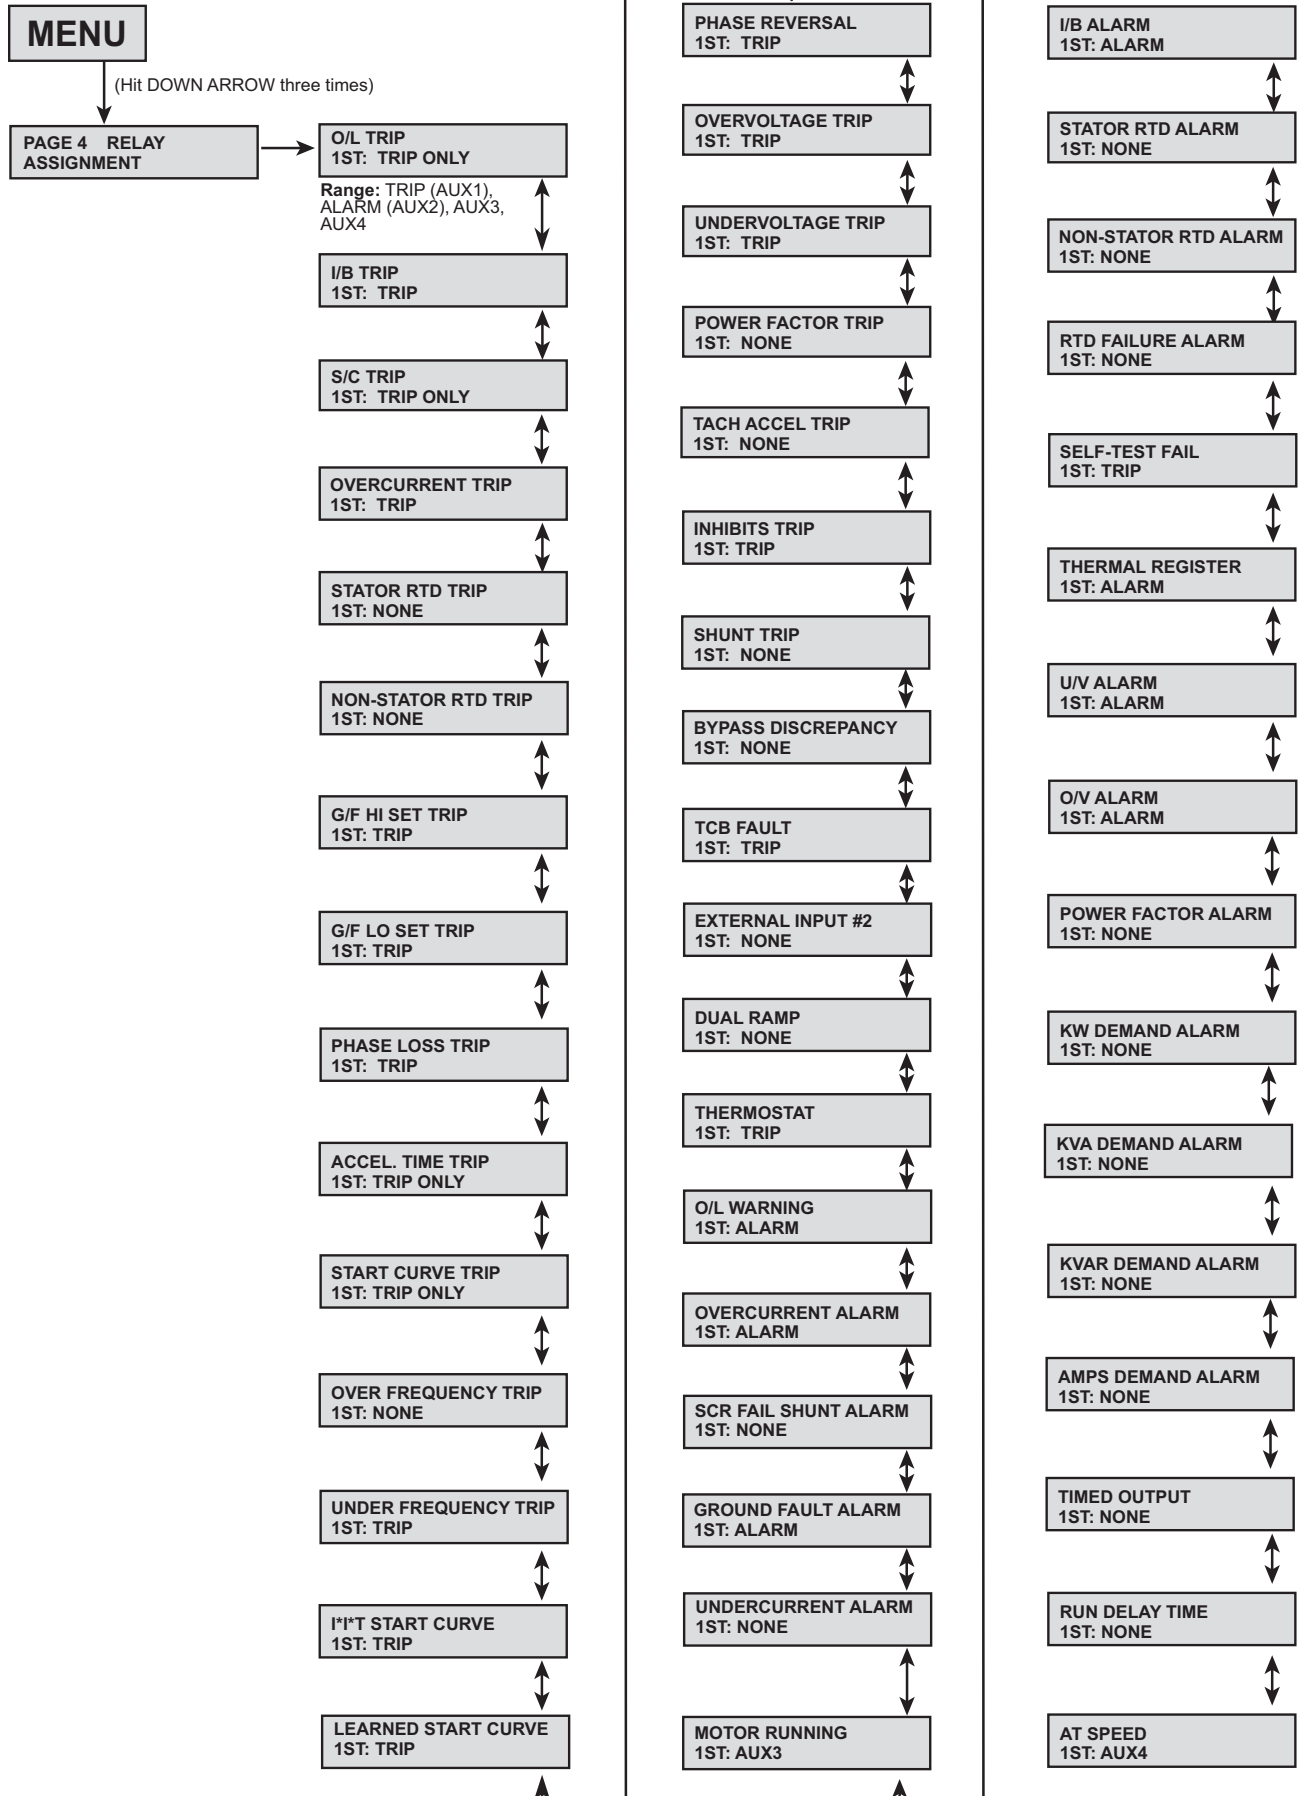 MENU
(Hit DOWN ARROW three times)
PAGE 4 RELAY
ASSIGNMENT
O/L TRIP
1ST: TRIP ONLY
Range: TRIP (AUX1),
ALARM (AUX2), AUX3,
AUX4
I/B TRIP
1ST: TRIP
S/C TRIP
1ST: TRIP ONLY
OVERCURRENT TRIP
1ST: TRIP
STATOR RTD TRIP
1ST: NONE
NON-STATOR RTD TRIP
1ST: NONE
G/F HI SET TRIP
1ST: TRIP
G/F LO SET TRIP
1ST: TRIP
PHASE LOSS TRIP
1ST: TRIP
ACCEL. TIME TRIP
1ST: TRIP ONLY
START CURVE TRIP
1ST: TRIP ONLY
OVER FREQUENCY TRIP
1ST: NONE
UNDER FREQUENCY TRIP
1ST: TRIP
I*I*T START CURVE
1ST: TRIP
LEARNED START CURVE
1ST: TRIP
PHASE REVERSAL
1ST: TRIP
OVERVOLTAGE TRIP
1ST: TRIP
UNDERVOLTAGE TRIP
1ST: TRIP
POWER FACTOR TRIP
1ST: NONE
TACH ACCEL TRIP
1ST: NONE
INHIBITS TRIP
1ST: TRIP
SHUNT TRIP
1ST: NONE
BYPASS DISCREPANCY
1ST: NONE
TCB FAULT
1ST: TRIP
EXTERNAL INPUT #2
1ST: NONE
DUAL RAMP
1ST: NONE
THERMOSTAT
1ST: TRIP
O/L WARNING
1ST: ALARM
OVERCURRENT ALARM
1ST: ALARM
SCR FAIL SHUNT ALARM
1ST: NONE
GROUND FAULT ALARM
1ST: ALARM
UNDERCURRENT ALARM
1ST: NONE
MOTOR RUNNING
1ST: AUX3
I/B ALARM
1ST: ALARM
STATOR RTD ALARM
1ST: NONE
NON-STATOR RTD ALARM
1ST: NONE
RTD FAILURE ALARM
1ST: NONE
SELF-TEST FAIL
1ST: TRIP
THERMAL REGISTER
1ST: ALARM
U/V ALARM
1ST: ALARM
O/V ALARM
1ST: ALARM
POWER FACTOR ALARM
1ST: NONE
KW DEMAND ALARM
1ST: NONE
KVA DEMAND ALARM
1ST: NONE
KVAR DEMAND ALARM
1ST: NONE
AMPS DEMAND ALARM
1ST: NONE
TIMED OUTPUT
1ST: NONE
RUN DELAY TIME
1ST: NONE
AT SPEED
1ST: AUX4